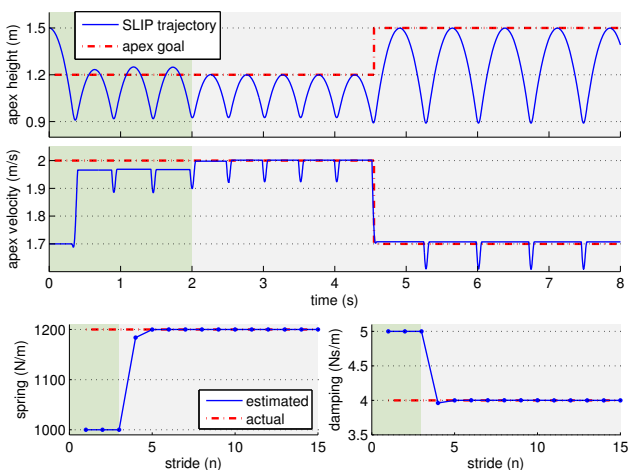 SLIP trajectory
apex goal
1.5
1.2
0.9
apex height (m)
2
1.9
1.8
1.7
apex velocity (m/s)
0 1 2 3 4 5 6 7 8
time (s)
1200
1100
1000
spring (N/m)
estimated
actual
0 5 10 15
stride (n)
5
4.5
4
3.5
damping (Ns/m)
0 5 10 15
stride (n)